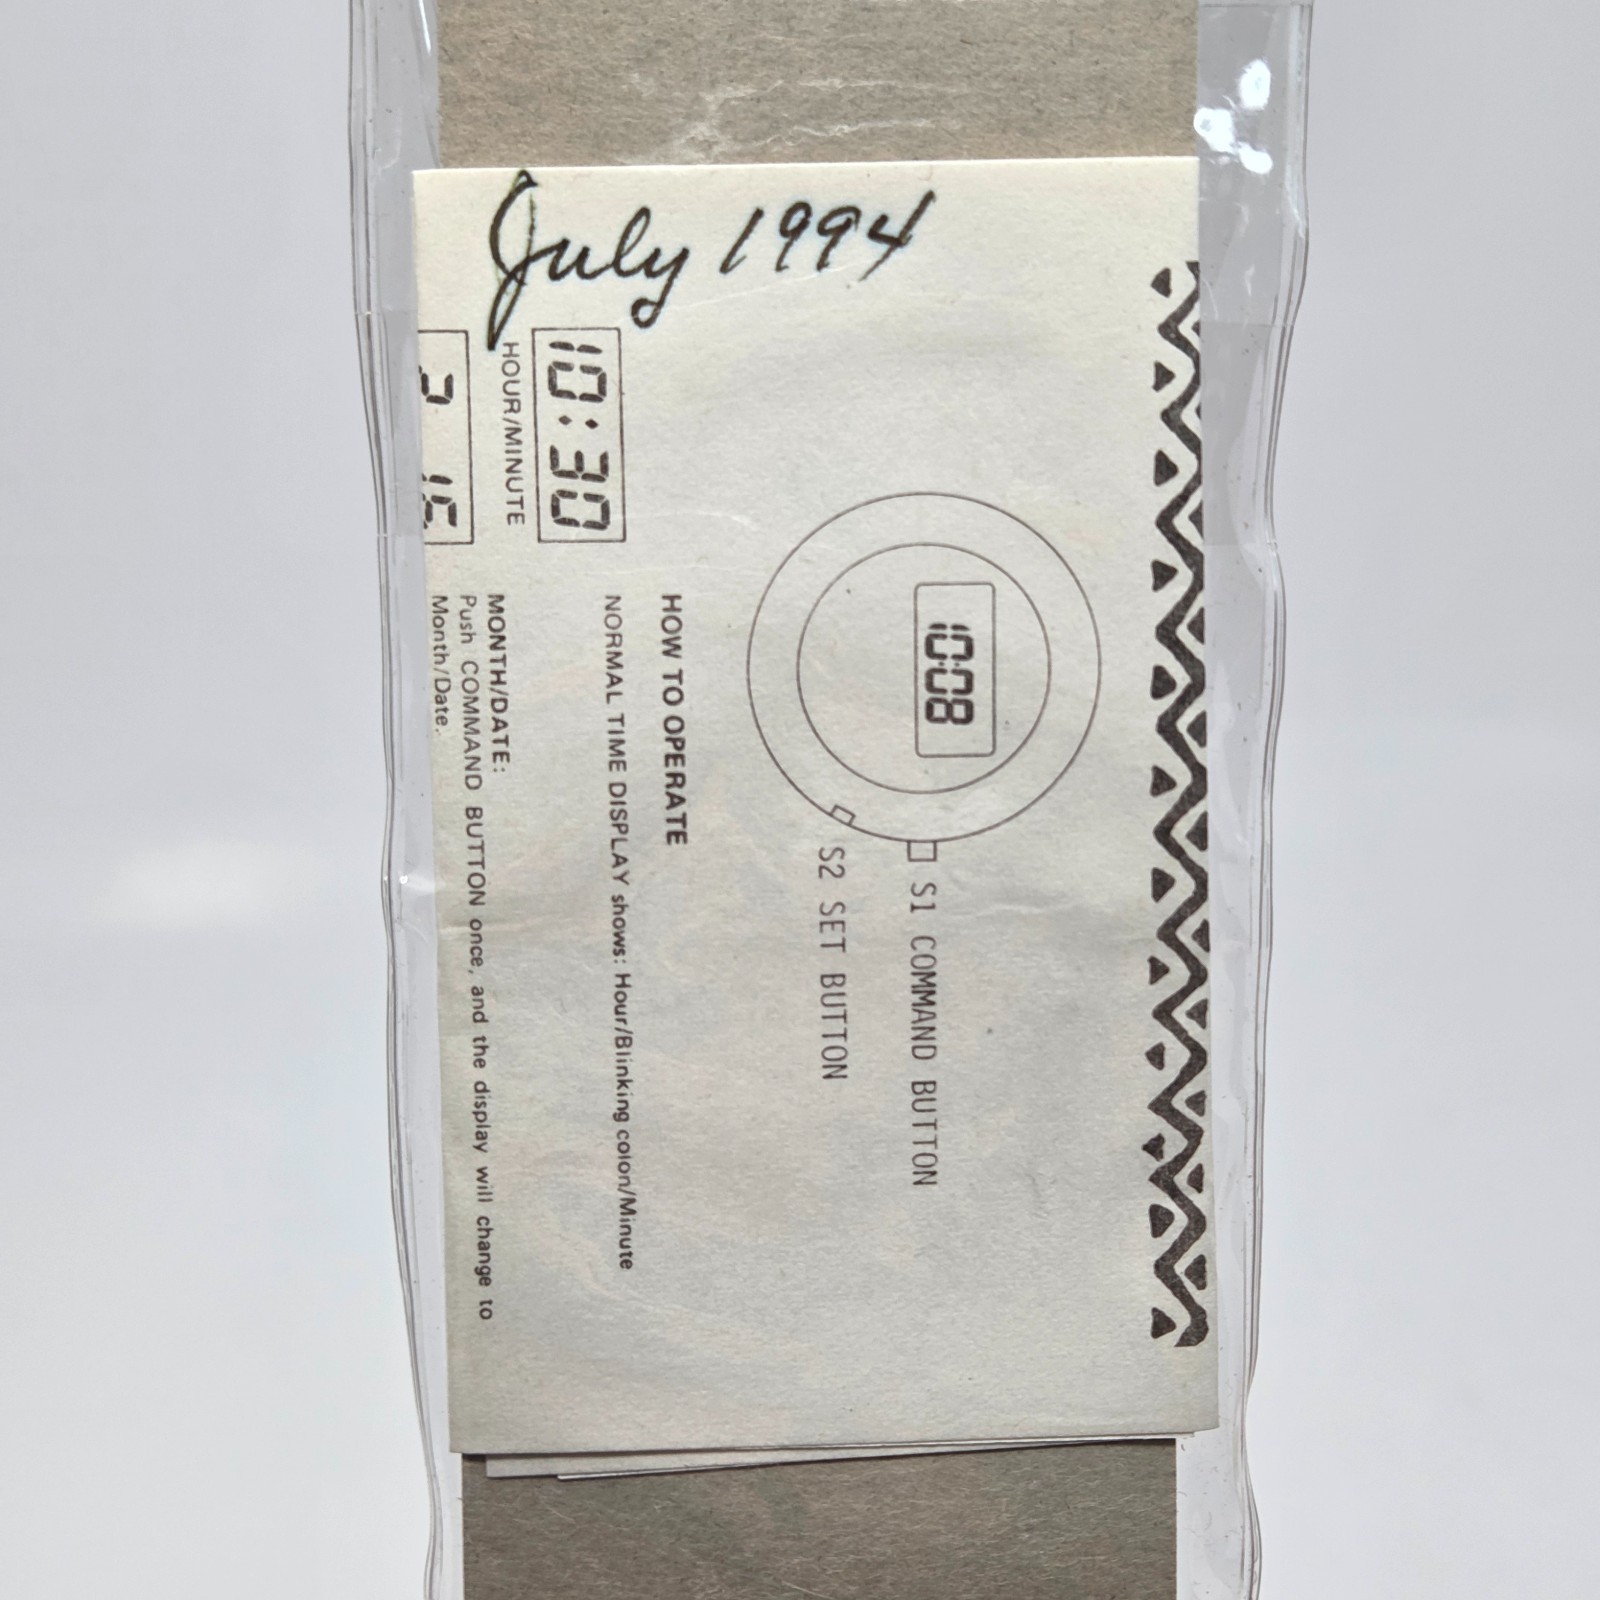 July 1994
10:08
S1 COMMAND BUTTON
S2 SET BUTTON
HOW TO OPERATE
10:30
HOUR/MINUTE
NORMAL TIME DISPLAY shows: Hour/Blinking colon/Minute
MONTH/DATE:
Push COMMAND BUTTON once, and the display will change to
Month/Date.